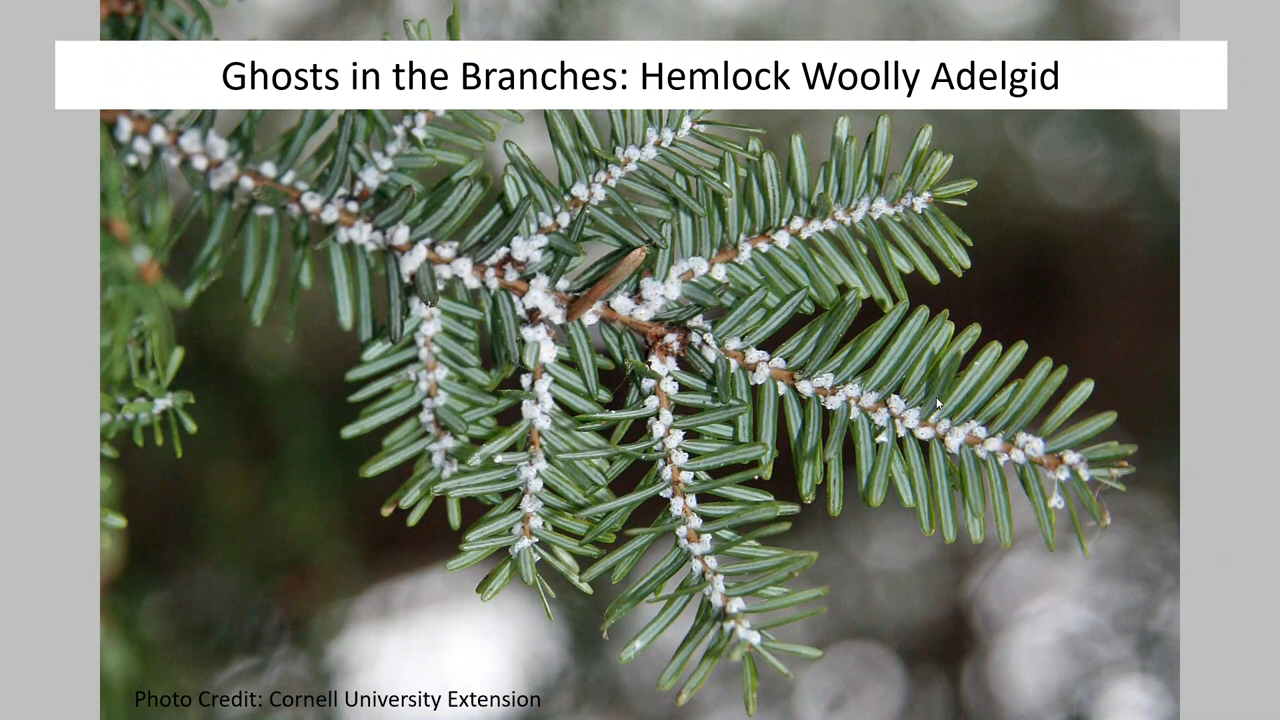 Ghosts in the Branches: Hemlock Woolly Adelgid
Photo Credit: Cornell University Extension